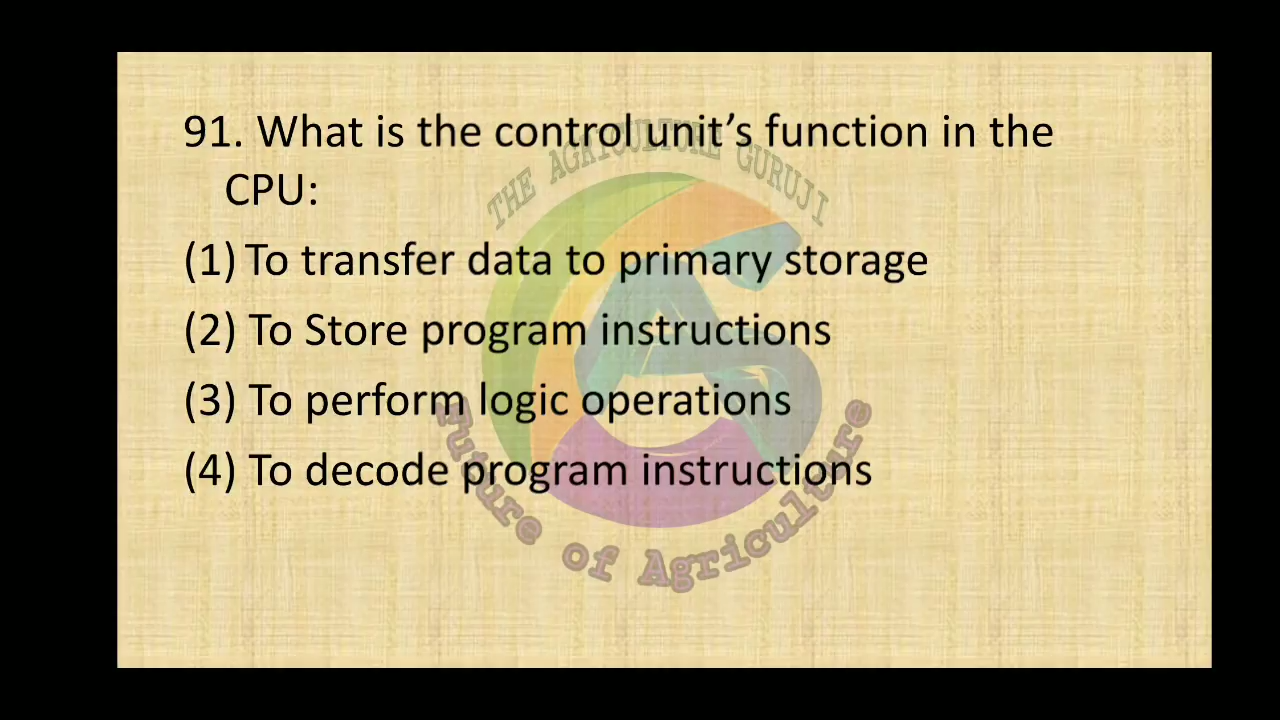 91. What is the control unit’s function in the
CPU:
(1) To transfer data to primary storage
(2) To Store program instructions
(3) To perform logic operations
(4) To decode program instructions
THE AGRICULTURE GURUJI
Future of Agriculture